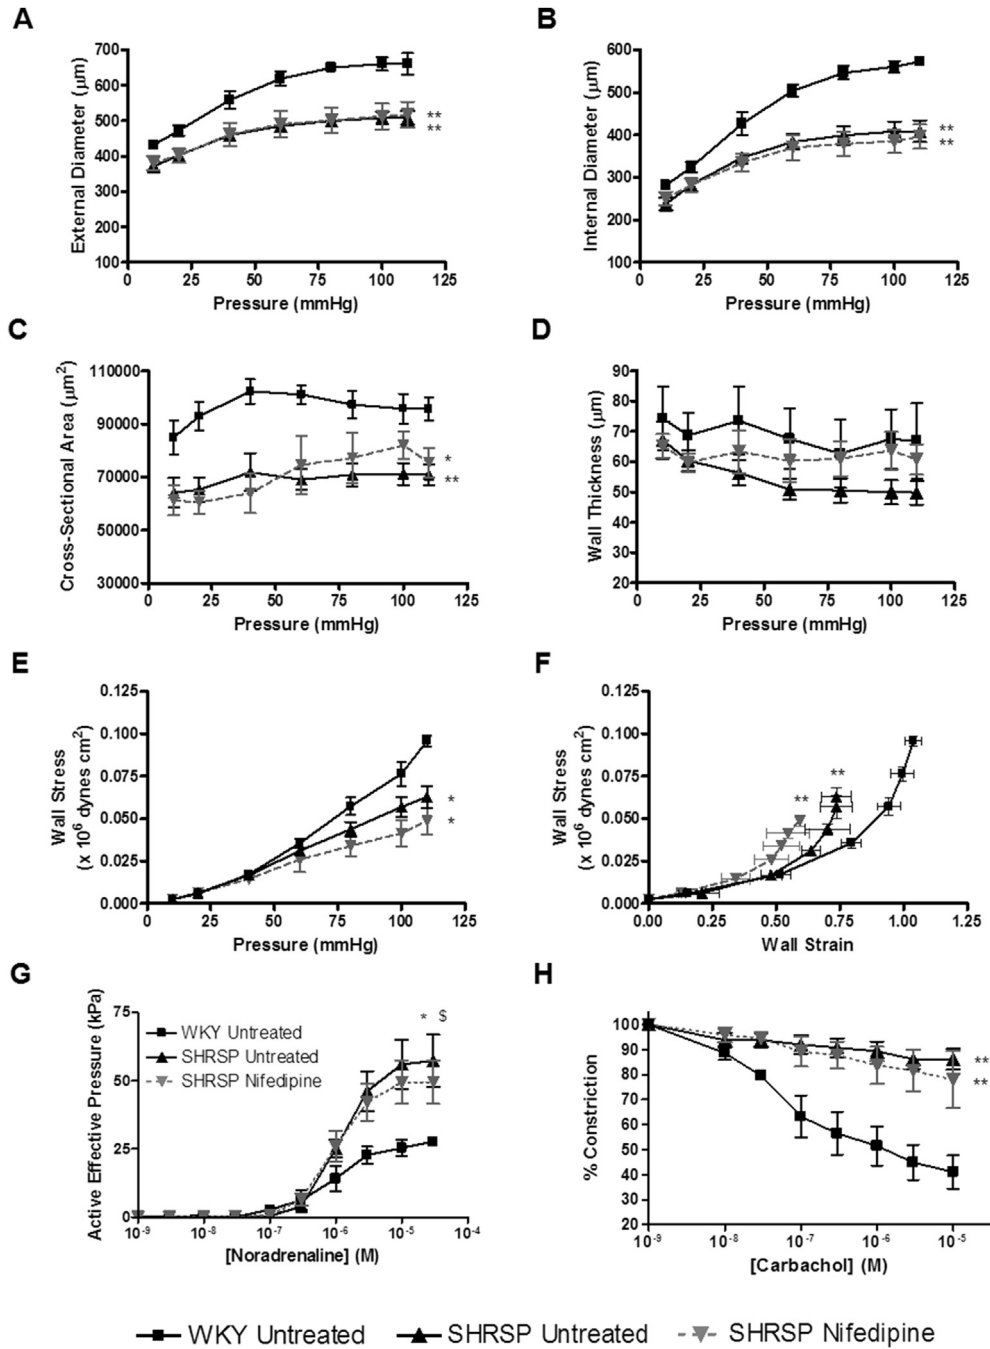 A
External Diameter (μm)
700
600
500
400
300
200
100
**
**
0 25 50 75 100 125
Pressure (mmHg)
B
Internal Diameter (μm)
600
500
400
300
200
100
**
**
0 25 50 75 100 125
Pressure (mmHg)
C
Cross-Sectional Area (μm²)
110000
90000
70000
50000
30000
*
**
0 25 50 75 100 125
Pressure (mmHg)
D
Wall Thickness (μm)
90
80
70
60
50
40
30
20
0 25 50 75 100 125
Pressure (mmHg)
E
Wall Stress
(x 10⁶ dynes cm²)
0.125
0.100
0.075
0.050
0.025
0.000
*
*
0 25 50 75 100 125
Pressure (mmHg)
F
Wall Stress
(x 10⁶ dynes cm²)
0.125
0.100
0.075
0.050
0.025
0.000
**
**
0.00 0.25 0.50 0.75 1.00 1.25
Wall Strain
G
Active Effective Pressure (kPa)
75
50
25
0
* $
WKY Untreated
SHRSP Untreated
SHRSP Nifedipine
10⁻⁹ 10⁻⁸ 10⁻⁷ 10⁻⁶ 10⁻⁵ 10⁻⁴
[Noradrenaline] (M)
H
% Constriction
100
90
80
70
60
50
40
30
20
**
**
10⁻⁹ 10⁻⁸ 10⁻⁷ 10⁻⁶ 10⁻⁵
[Carbachol] (M)
WKY Untreated SHRSP Untreated SHRSP Nifedipine